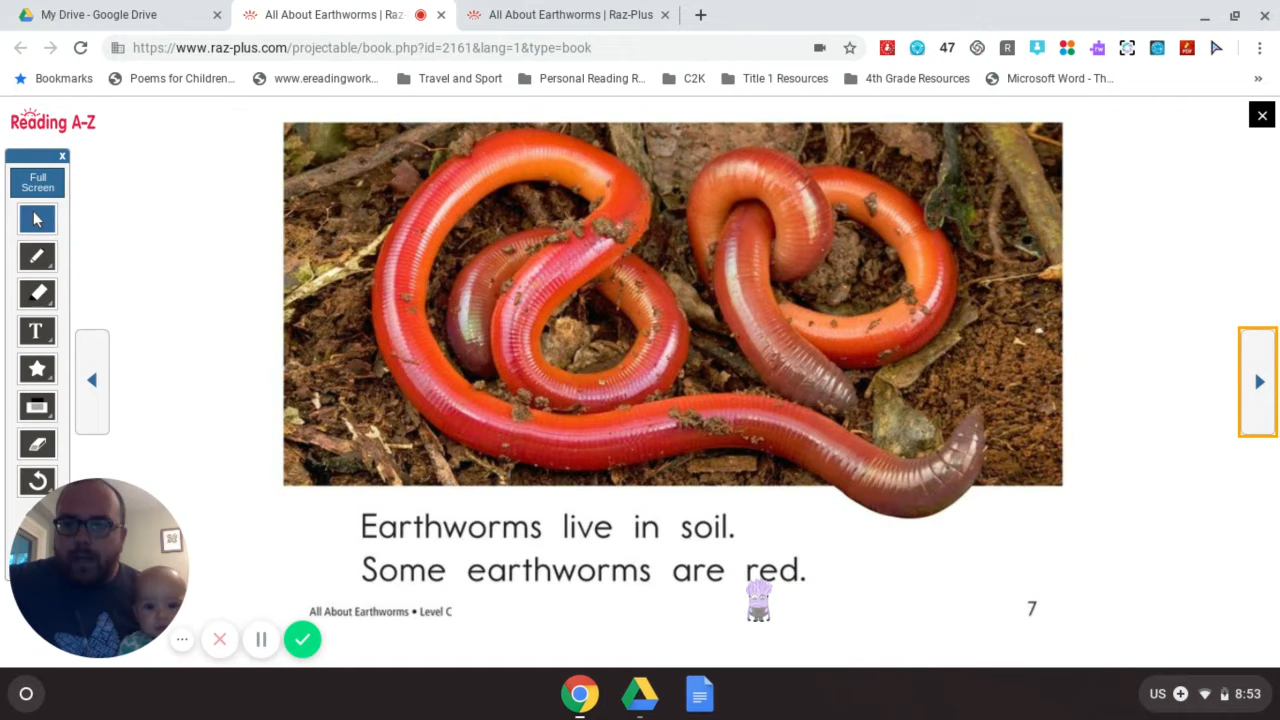 My Drive - Google Drive
All About Earthworms | Raz
All About Earthworms | Raz-Plus
https://www.raz-plus.com/projectable/book.php?id=2161&lang=1&type=book
47
R
rw
PDF
Bookmarks
Poems for Children...
www.ereadingwork...
Travel and Sport
Personal Reading R...
C2K
Title 1 Resources
4th Grade Resources
Microsoft Word - Th...
»
Reading A-Z
x
Full
Screen
T
Earthworms live in soil.
Some earthworms are red.
All About Earthworms • Level C
7
US
8:53